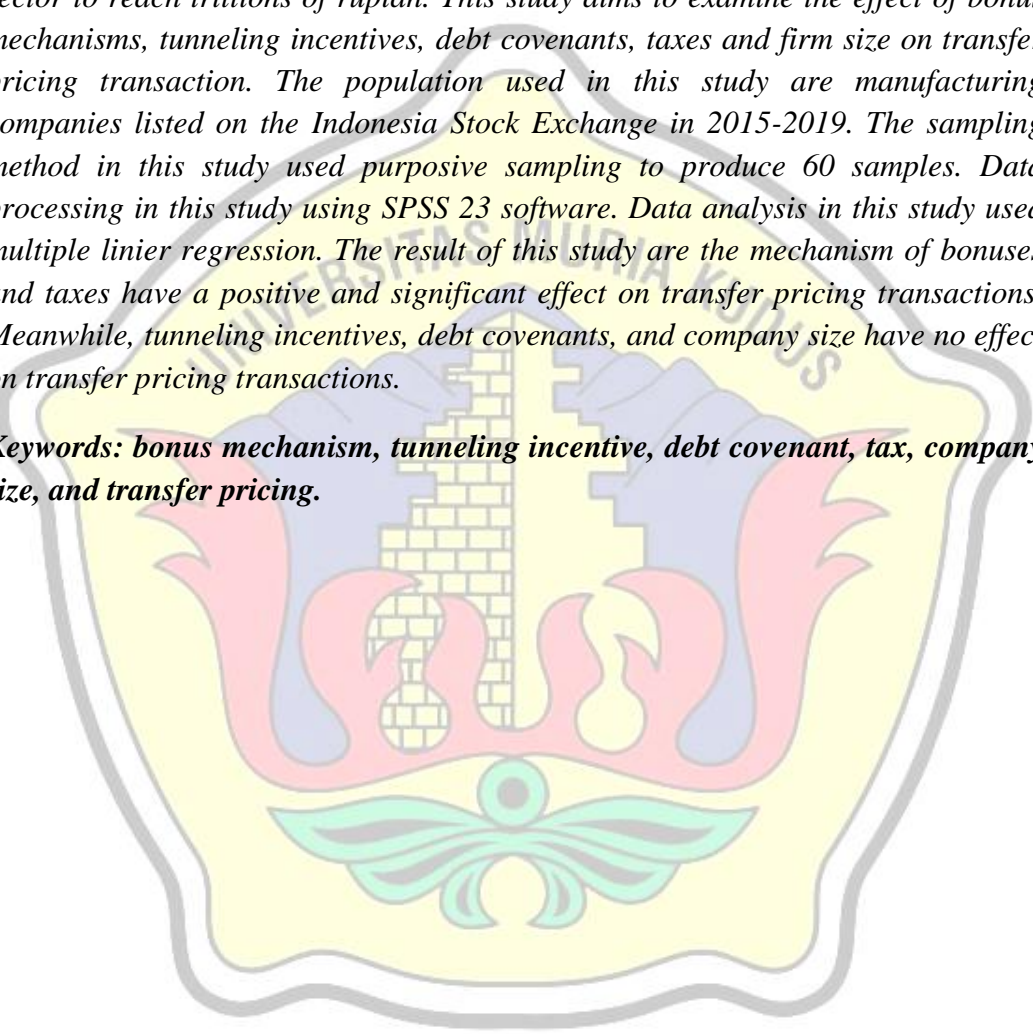 ector to reach trillions of rupiah. This study aims to examine the effect of bonus
mechanisms, tunneling incentives, debt covenants, taxes and firm size on transfer
pricing transaction. The population used in this study are manufacturing
companies listed on the Indonesia Stock Exchange in 2015-2019. The sampling
method in this study used purposive sampling to produce 60 samples. Data
processing in this study using SPSS 23 software. Data analysis in this study used
multiple linier regression. The result of this study are the mechanism of bonuses
and taxes have a positive and significant effect on transfer pricing transactions.
Meanwhile, tunneling incentives, debt covenants, and company size have no effect
on transfer pricing transactions.
Keywords: bonus mechanism, tunneling incentive, debt covenant, tax, company
ize, and transfer pricing.
UNIVERSITAS MURIA KUDUS